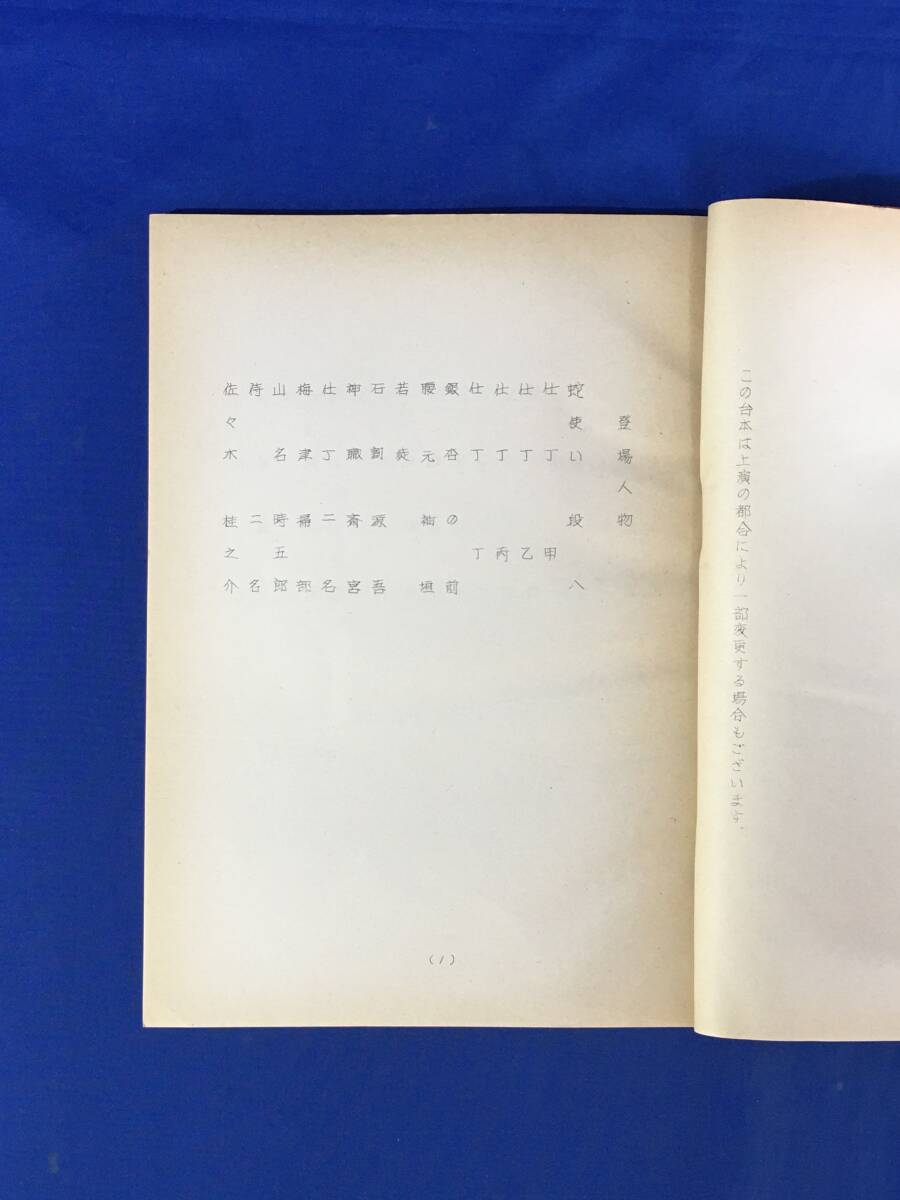 この台本は上演の都合により一部変更する場合もございます。
登場人物
蛇使い段八
仕丁甲
仕丁乙
仕丁丙
仕丁丁
銀杏の前
腰元袖垣
若徒
石割源吾
神職斎宮
仕丁二名
梅津掃部
山名時五郎
侍二名
佐々木桂之介
(1)